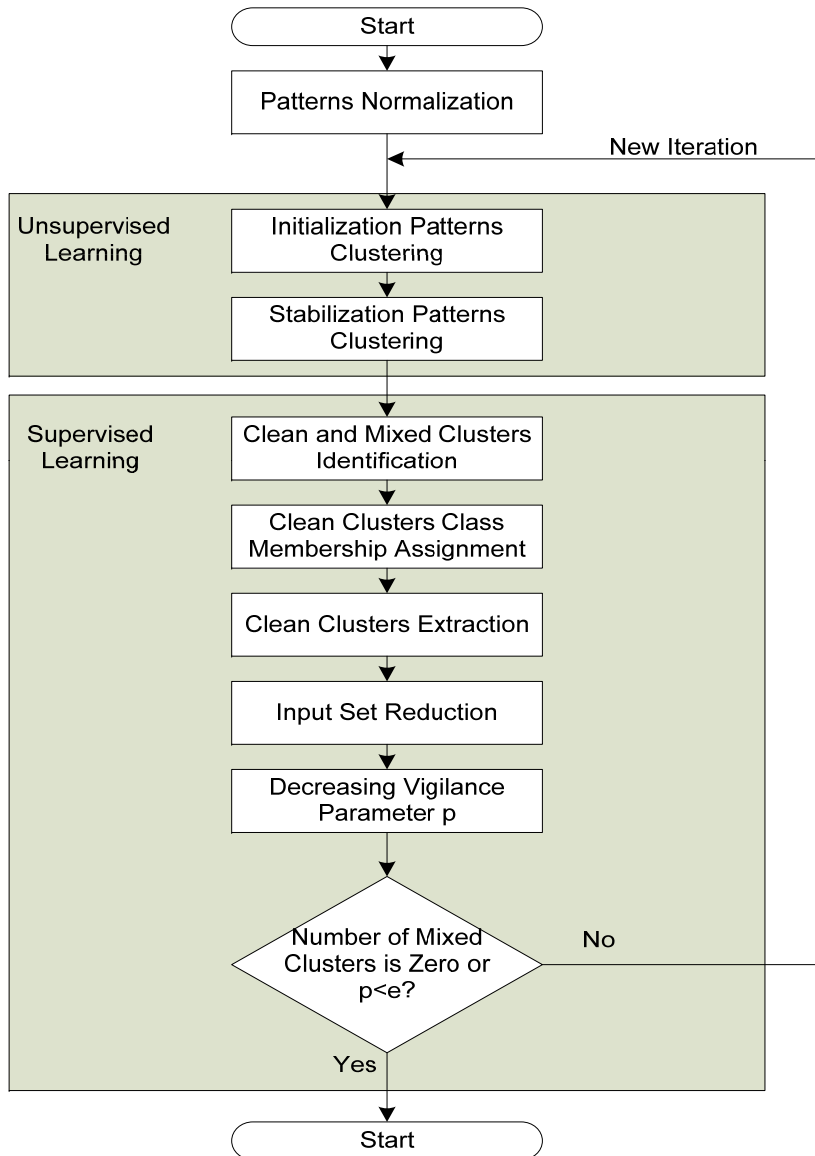 Start
Patterns Normalization
New Iteration
Unsupervised
Learning
Initialization Patterns
Clustering
Stabilization Patterns
Clustering
Supervised
Learning
Clean and Mixed Clusters
Identification
Clean Clusters Class
Membership Assignment
Clean Clusters Extraction
Input Set Reduction
Decreasing Vigilance
Parameter p
Number of Mixed
Clusters is Zero or
p<e?
No
Yes
Start